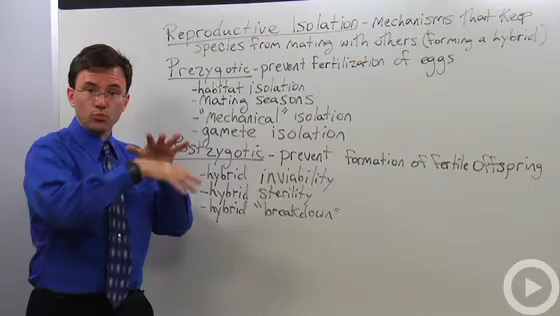 Reproductive Isolation - Mechanisms that keep
species from mating with others (forming a hybrid)
Prezygotic - prevent fertilization of eggs
- habitat isolation
- Mating seasons
- "Mechanical" isolation
- gamete isolation
ostzygotic - prevent formation of fertile offspring
- hybrid inviability
- hybrid sterility
- hybrid "breakdown"